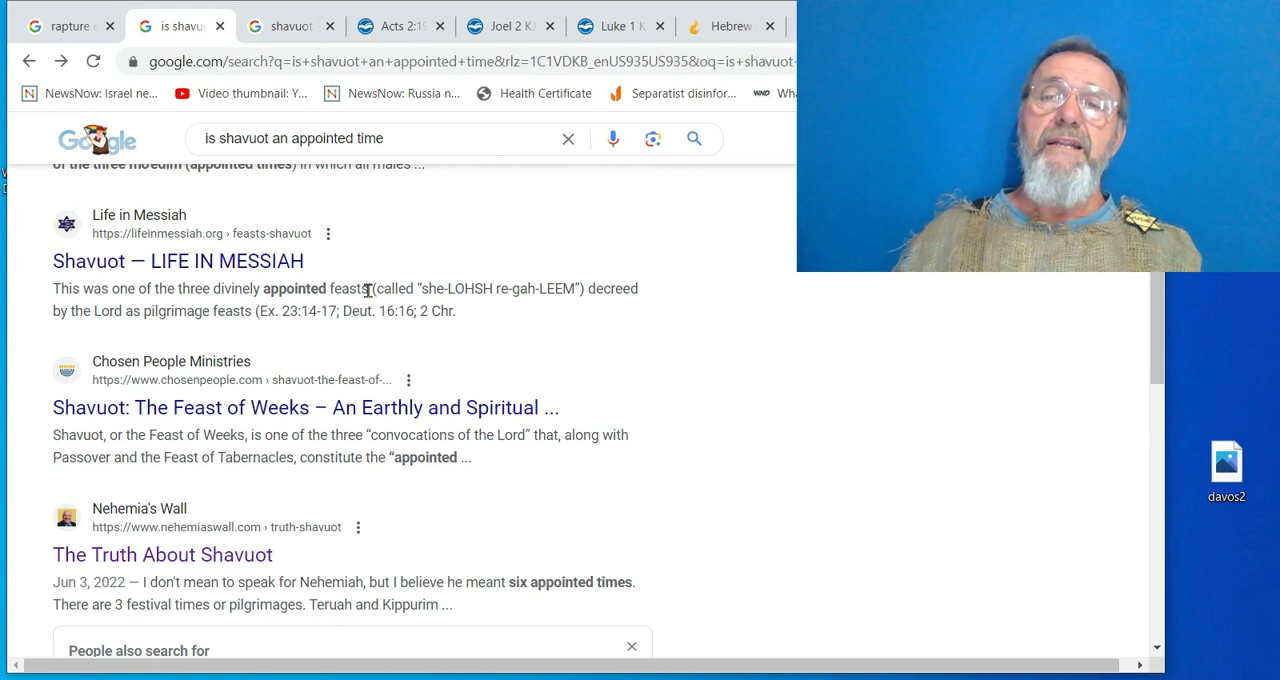 rapture
is shavuo
shavuot
Acts 2:1
Joel 2 KJ
Luke 1 K
Hebrew
google.com/search?q=is+shavuot+an+appointed+time&rlz=1C1VDKB_enUS935US935&oq=is+shavuot
NewsNow: Israel ne...
Video thumbnail: Y...
NewsNow: Russia n...
Health Certificate
Separatist disinfor...
WND
Wha
Google
is shavuot an appointed time
of the three moedim (appointed times) in which all males ...
Life in Messiah
https://lifeinmessiah.org › feasts-shavuot
Shavuot — LIFE IN MESSIAH
This was one of the three divinely appointed feasts (called “she-LOHSH re-gah-LEEM”) decreed
by the Lord as pilgrimage feasts (Ex. 23:14-17; Deut. 16:16; 2 Chr.
Chosen People Ministries
https://www.chosenpeople.com › shavuot-the-feast-of-...
Shavuot: The Feast of Weeks – An Earthly and Spiritual ...
Shavuot, or the Feast of Weeks, is one of the three “convocations of the Lord” that, along with
Passover and the Feast of Tabernacles, constitute the “appointed ...
Nehemia's Wall
https://www.nehemiaswall.com › truth-shavuot
The Truth About Shavuot
Jun 3, 2022 — I don't mean to speak for Nehemiah, but I believe he meant six appointed times.
There are 3 festival times or pilgrimages. Teruah and Kippurim ...
People also search for
davos2